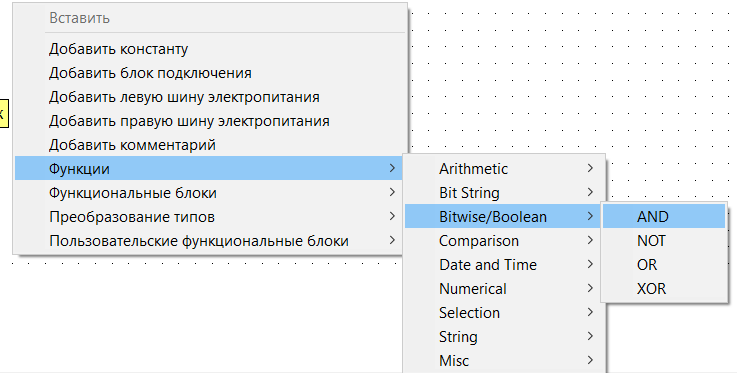 Вставить
Добавить константу
Добавить блок подключения
Добавить левую шину электропитания
Добавить правую шину электропитания
Добавить комментарий
Функции
Функциональные блоки
Преобразование типов
Пользовательские функциональные блоки
Arithmetic
Bit String
Bitwise/Boolean
Comparison
Date and Time
Numerical
Selection
String
Misc
AND
NOT
OR
XOR